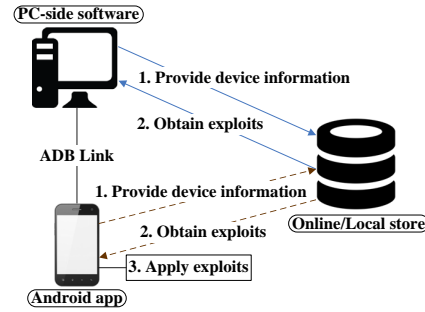 PC-side software
1. Provide device information
2. Obtain exploits
ADB Link
1. Provide device information
2. Obtain exploits
Online/Local store
3. Apply exploits
Android app